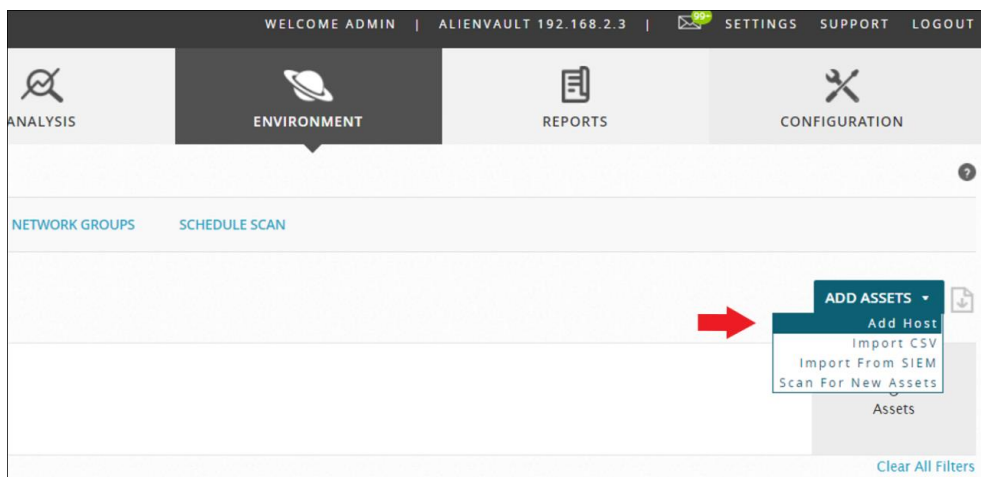 WELCOME ADMIN | ALIENVAULT 192.168.2.3 | 99+ SETTINGS SUPPORT LOGOUT
ANALYSIS ENVIRONMENT REPORTS CONFIGURATION
?
NETWORK GROUPS SCHEDULE SCAN
ADD ASSETS
Add Host
Import CSV
Import From SIEM
Scan For New Assets
Assets
Clear All Filters